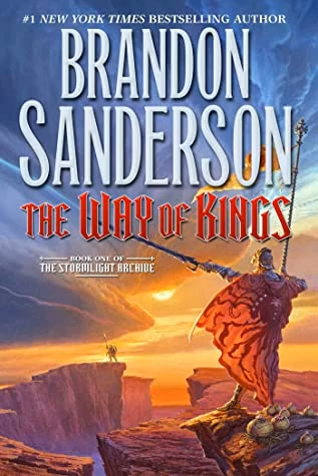 #1 NEW YORK TIMES BESTSELLING AUTHOR
BRANDON
SANDERSON
THE WAY OF KINGS
BOOK ONE OF
THE STORMLIGHT ARCHIVE